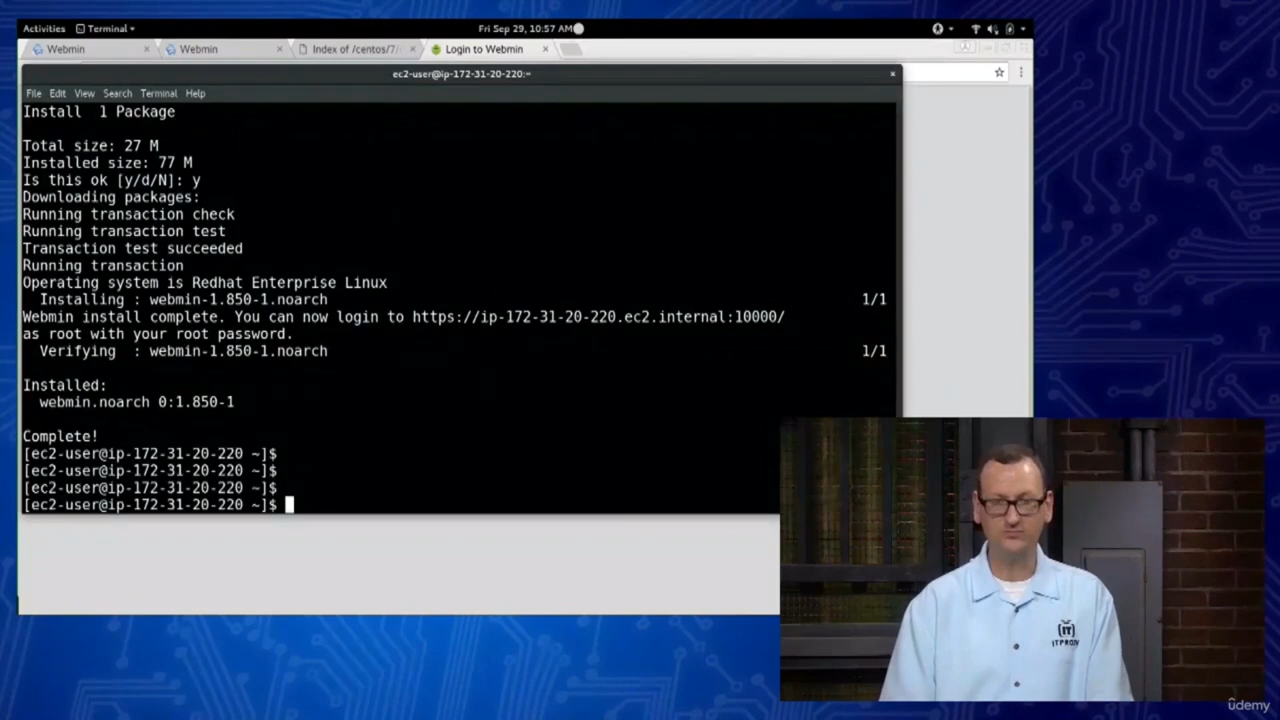 Activities Terminal Fri Sep 29, 10:57 AM
Webmin × Webmin × Index of /centos/7/ × Login to Webmin ×
ec2-user@ip-172-31-20-220:~ ×
File Edit View Search Terminal Help
Install  1 Package
Total size: 27 M
Installed size: 77 M
Is this ok [y/d/N]: y
Downloading packages:
Running transaction check
Running transaction test
Transaction test succeeded
Running transaction
Operating system is Redhat Enterprise Linux
  Installing : webmin-1.850-1.noarch 1/1
Webmin install complete. You can now login to https://ip-172-31-20-220.ec2.internal:10000/
as root with your root password.
  Verifying  : webmin-1.850-1.noarch 1/1
Installed:
  webmin.noarch 0:1.850-1
Complete!
[ec2-user@ip-172-31-20-220 ~]$
[ec2-user@ip-172-31-20-220 ~]$
[ec2-user@ip-172-31-20-220 ~]$
[ec2-user@ip-172-31-20-220 ~]$
IT
ITPROTV
udemy